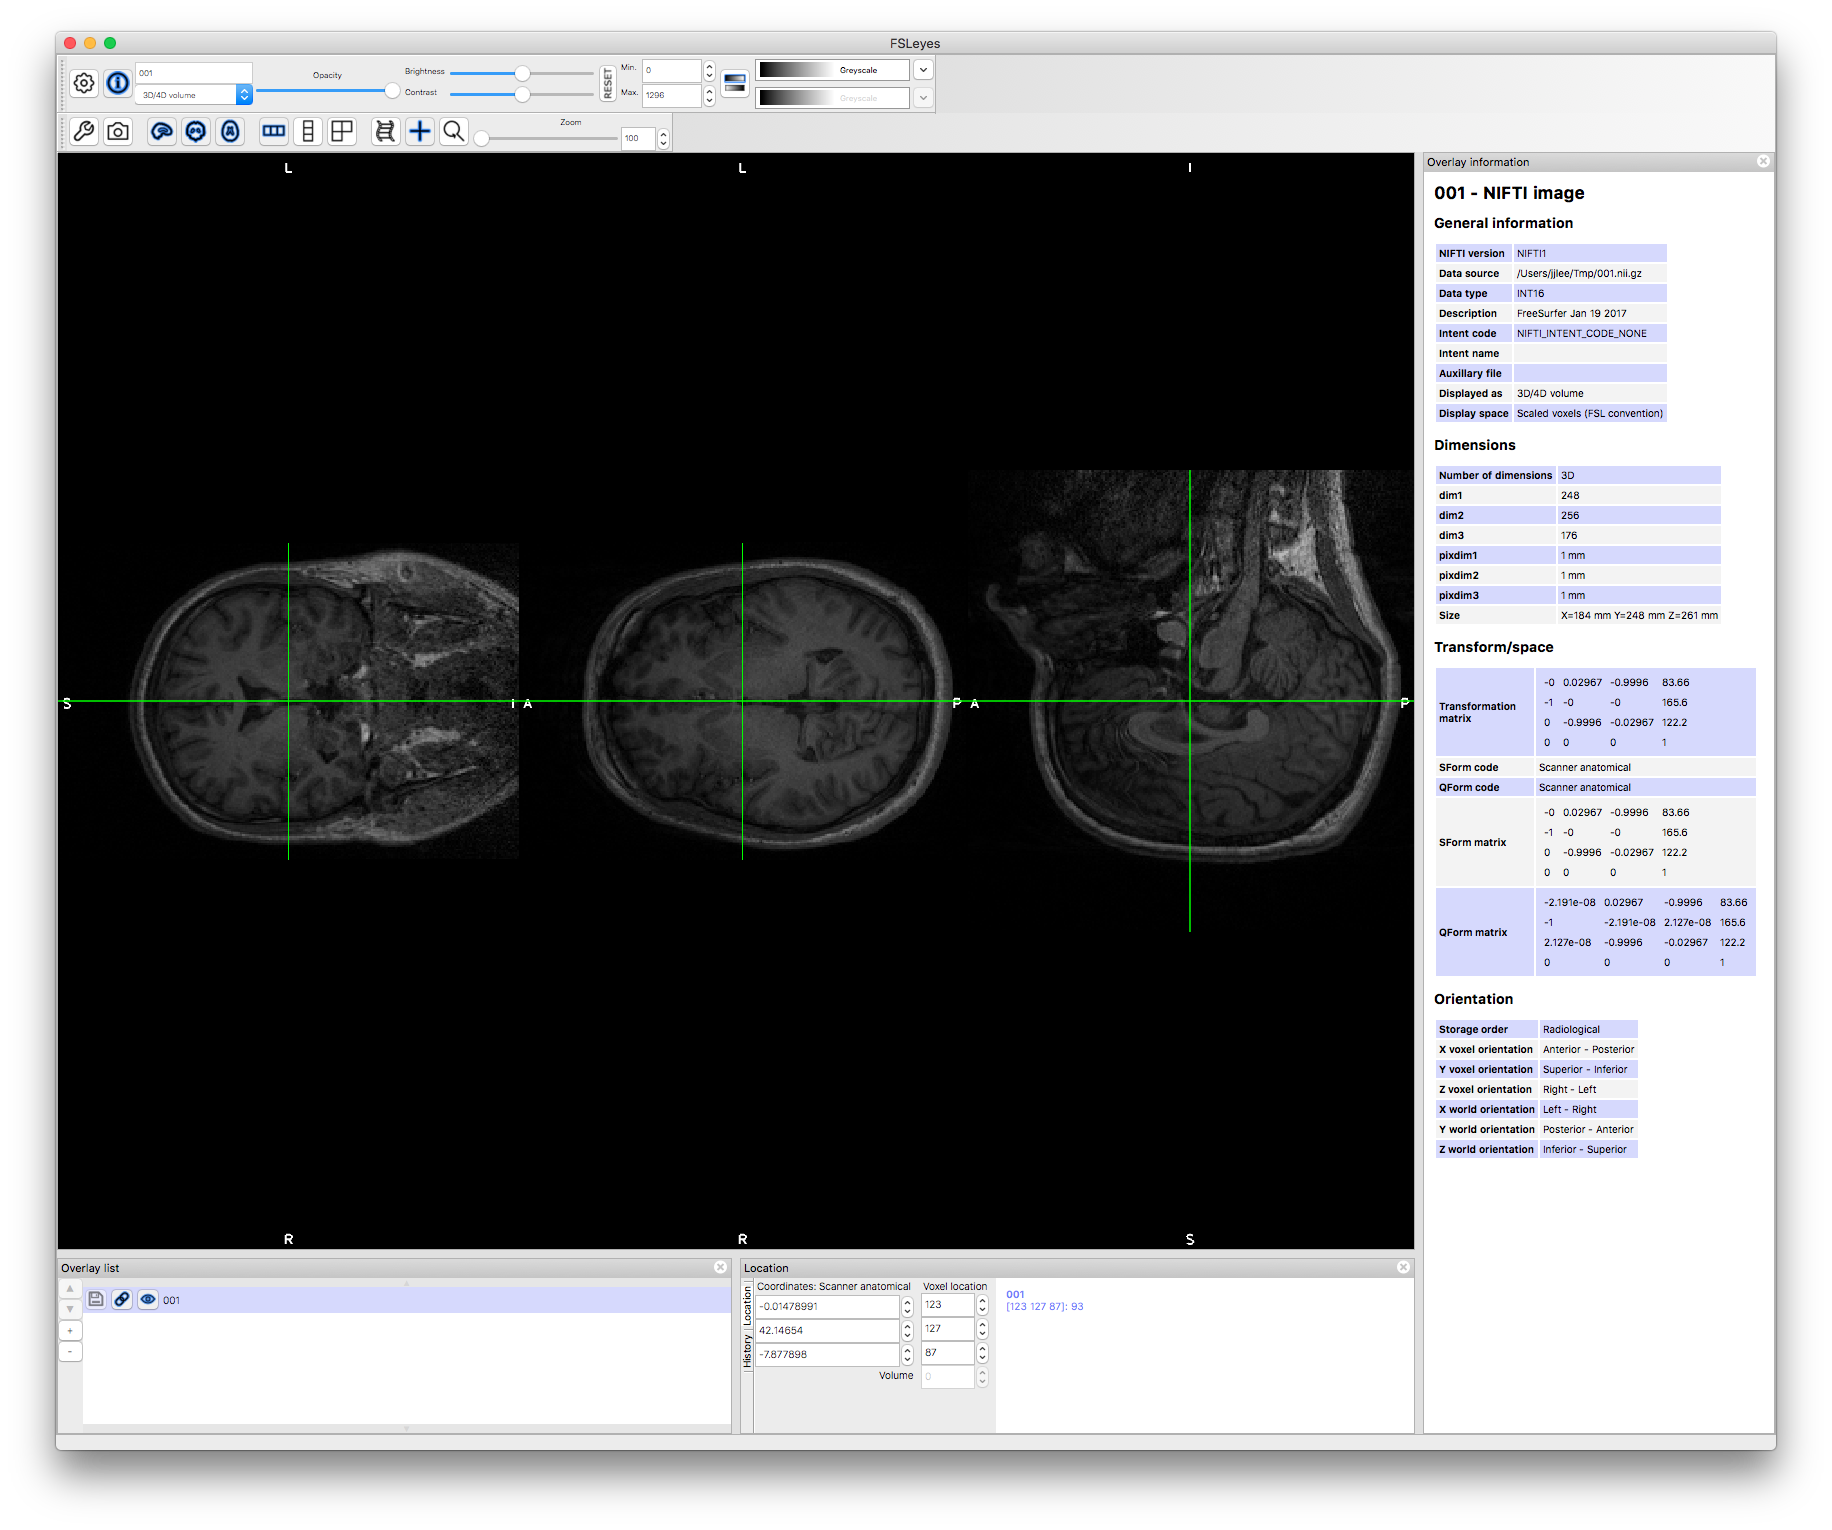 FSLeyes
001
3D/4D volume
Opacity
Brightness
Contrast
RESET
Min. 0
Max. 1296
Greyscale
Greyscale
Zoom
100
L L I
S I A P A P
R R S
Overlay information
001 - NIFTI image
General information
NIFTI version NIFTI1
Data source /Users/jjlee/Tmp/001.nii.gz
Data type INT16
Description FreeSurfer Jan 19 2017
Intent code NIFTI_INTENT_CODE_NONE
Intent name
Auxillary file
Displayed as 3D/4D volume
Display space Scaled voxels (FSL convention)
Dimensions
Number of dimensions 3D
dim1 248
dim2 256
dim3 176
pixdim1 1 mm
pixdim2 1 mm
pixdim3 1 mm
Size X=184 mm Y=248 mm Z=261 mm
Transform/space
Transformation matrix
-0 0.02967 -0.9996 83.66
-1 -0 -0 165.6
0 -0.9996 -0.02967 122.2
0 0 0 1
SForm code Scanner anatomical
QForm code Scanner anatomical
SForm matrix
-0 0.02967 -0.9996 83.66
-1 -0 -0 165.6
0 -0.9996 -0.02967 122.2
0 0 0 1
QForm matrix
-2.191e-08 0.02967 -0.9996 83.66
-1 -2.191e-08 2.127e-08 165.6
2.127e-08 -0.9996 -0.02967 122.2
0 0 0 1
Orientation
Storage order Radiological
X voxel orientation Anterior - Posterior
Y voxel orientation Superior - Inferior
Z voxel orientation Right - Left
X world orientation Left - Right
Y world orientation Posterior - Anterior
Z world orientation Inferior - Superior
Overlay list
+
-
001
Location
Location
History
Coordinates: Scanner anatomical Voxel location
-0.01478991 123
42.14654 127
-7.877898 87
Volume 0
001
[123 127 87]: 93